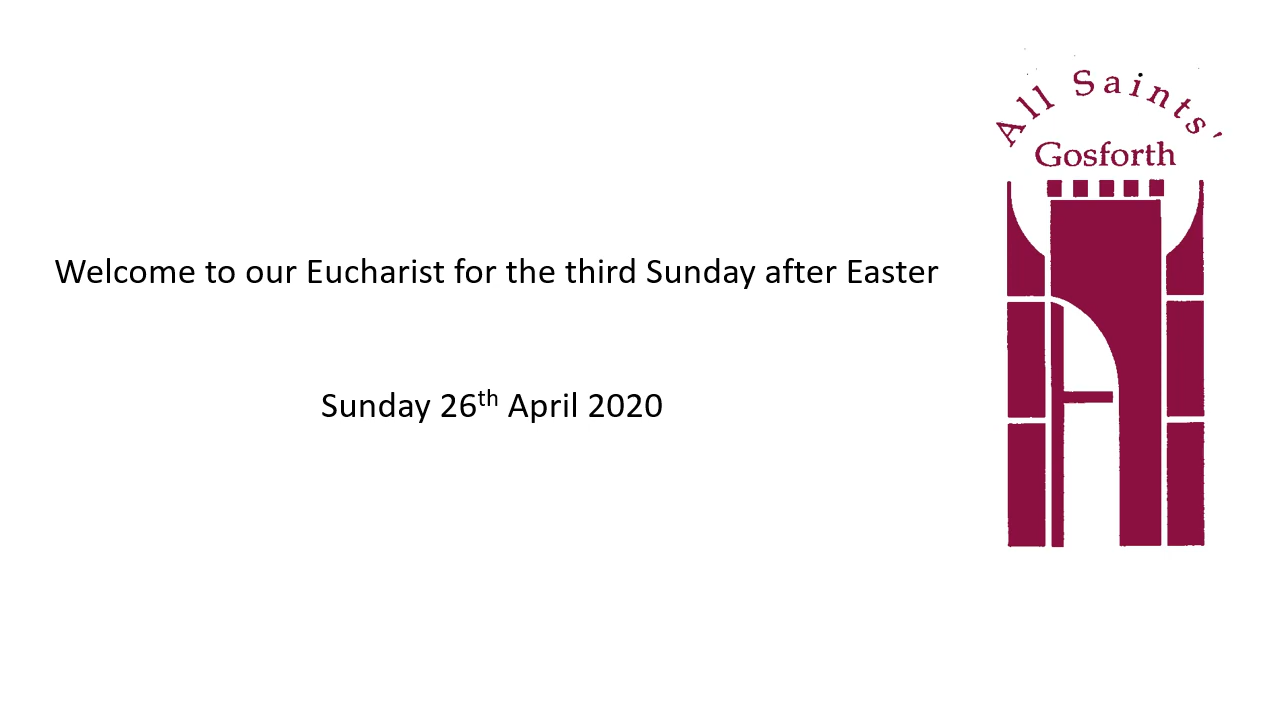 All Saints'
Gosforth
Welcome to our Eucharist for the third Sunday after Easter
Sunday 26th April 2020